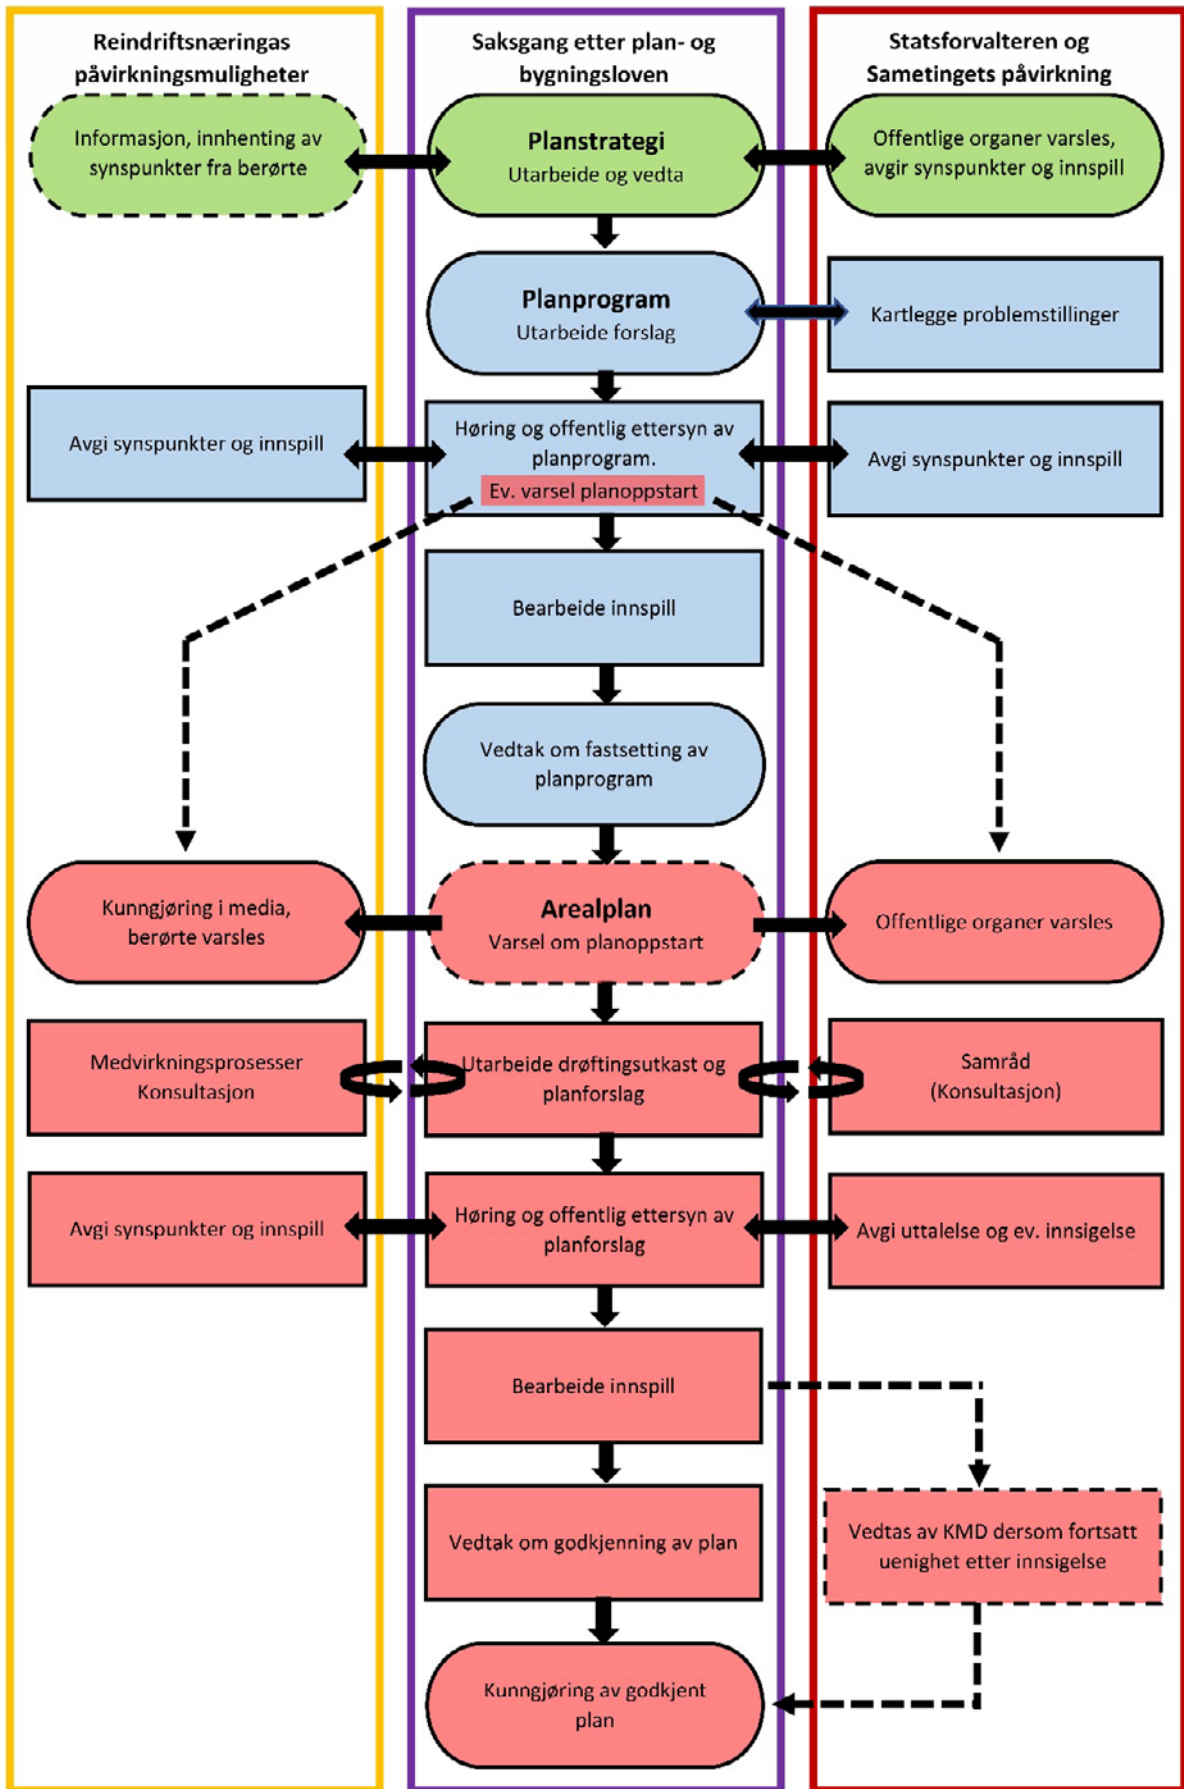 Reindriftsnæringas
påvirkningsmuligheter
Saksgang etter plan- og
bygningsloven
Statsforvalteren og
Sametingets påvirkning
Informasjon, innhenting av
synspunkter fra berørte
Planstrategi
Utarbeide og vedta
Offentlige organer varsles,
avgir synspunkter og innspill
Planprogram
Utarbeide forslag
Kartlegge problemstillinger
Avgi synspunkter og innspill
Høring og offentlig ettersyn av
planprogram.
Ev. varsel planoppstart
Avgi synspunkter og innspill
Bearbeide innspill
Vedtak om fastsetting av
planprogram
Kunngjøring i media,
berørte varsles
Arealplan
Varsel om planoppstart
Offentlige organer varsles
Medvirkningsprosesser
Konsultasjon
Utarbeide drøftingsutkast og
planforslag
Samråd
(Konsultasjon)
Avgi synspunkter og innspill
Høring og offentlig ettersyn av
planforslag
Avgi uttalelse og ev. innsigelse
Bearbeide innspill
Vedtak om godkjenning av plan
Vedtas av KMD dersom fortsatt
uenighet etter innsigelse
Kunngjøring av godkjent
plan